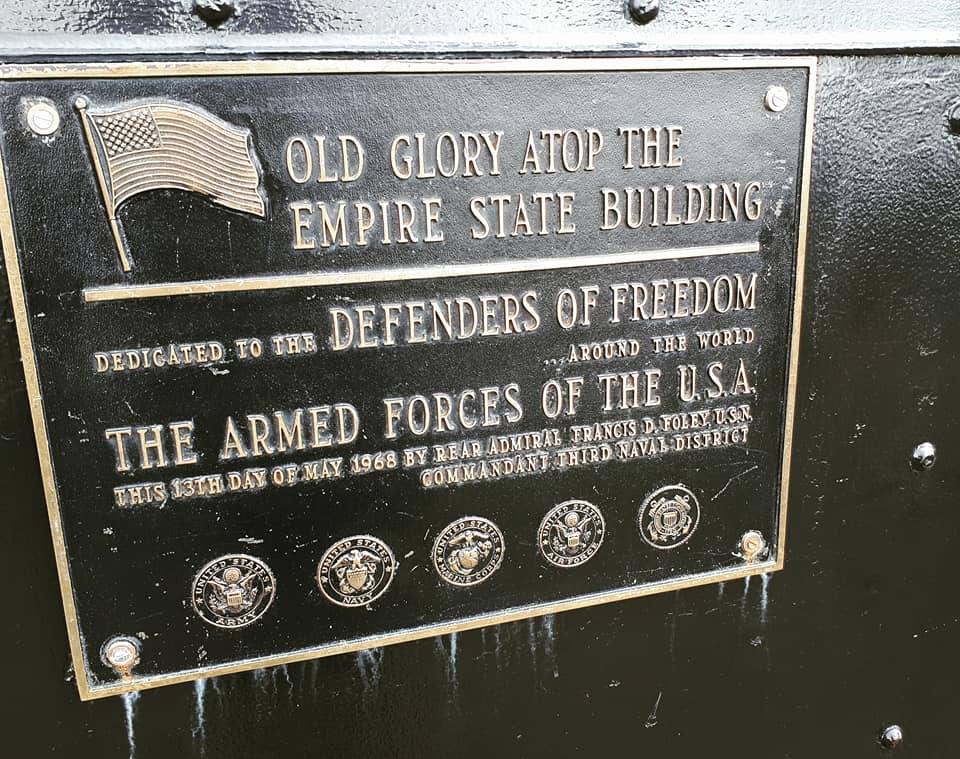 OLD GLORY ATOP THE
EMPIRE STATE BUILDING
DEDICATED TO THE DEFENDERS OF FREEDOM
AROUND THE WORLD
THE ARMED FORCES OF THE U.S.A.
THIS 13TH DAY OF MAY 1968 BY REAR ADMIRAL FRANCIS D. FOLEY, U.S.N.
COMMANDANT THIRD NAVAL DISTRICT
UNITED STATES ARMY
UNITED STATES NAVY
UNITED STATES MARINE CORPS
UNITED STATES AIR FORCE